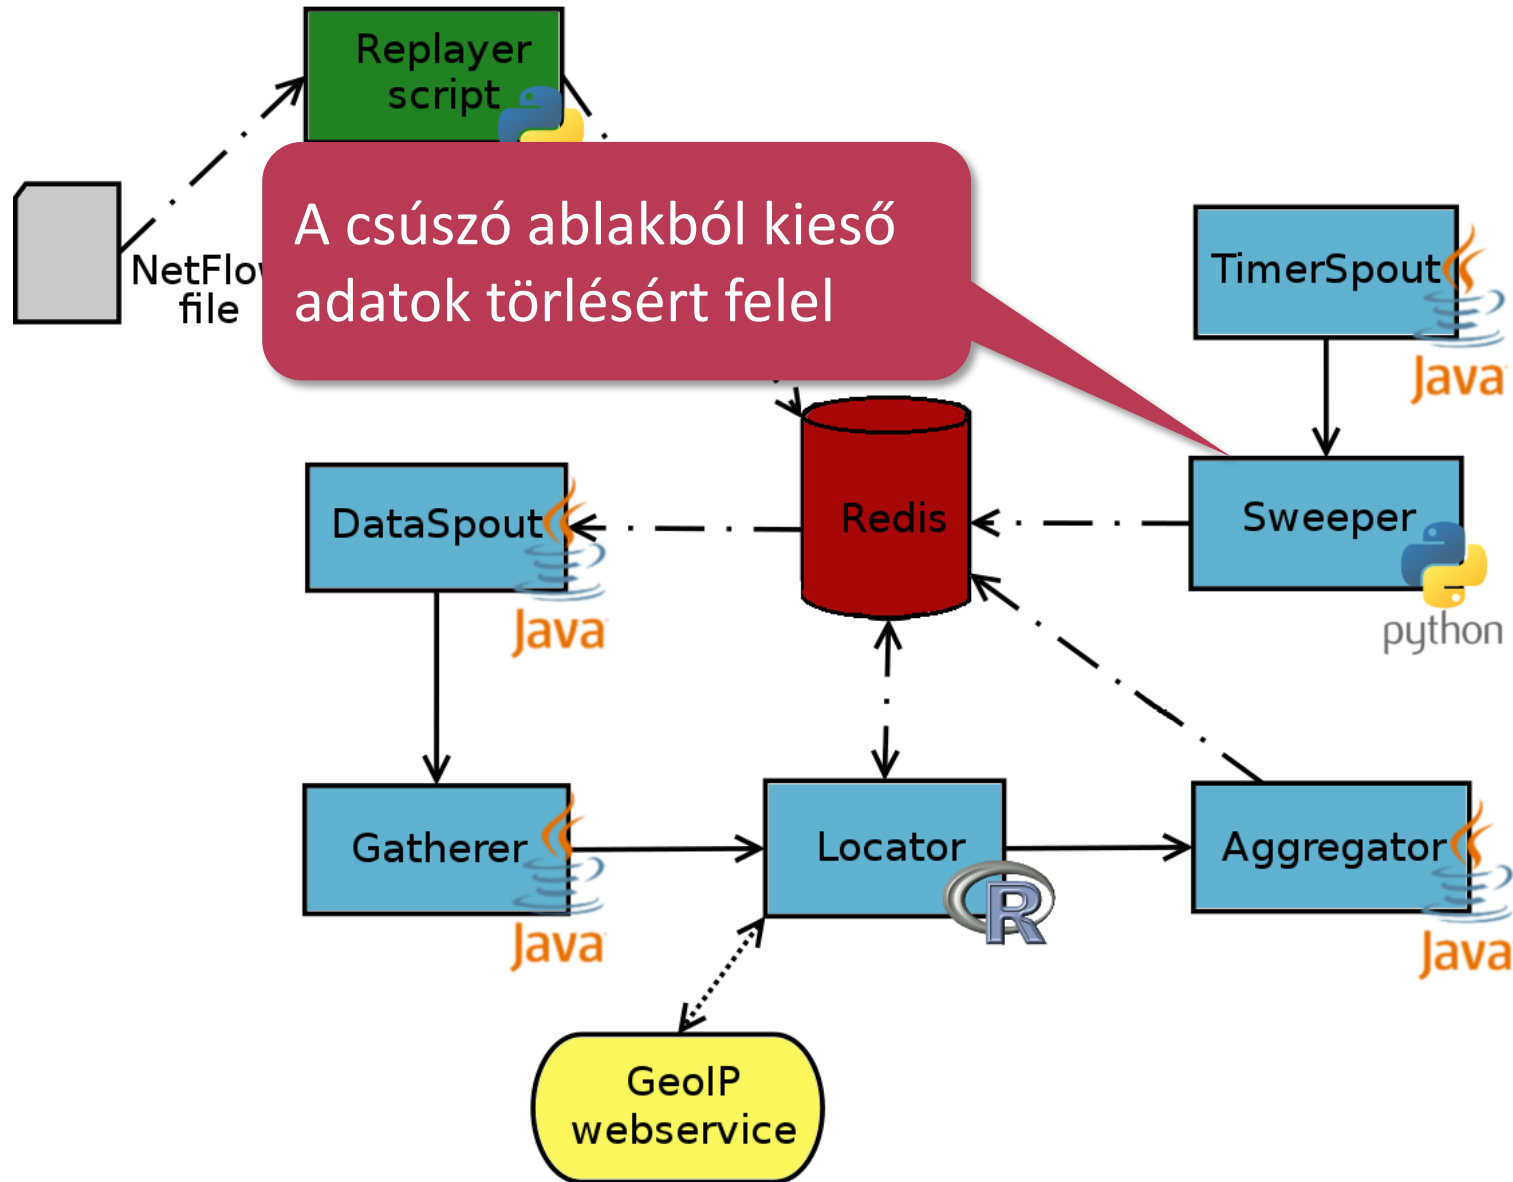 Replayer
script
A csúszó ablakból kieső
adatok törlésért felel
file
TimerSpout
Java
DataSpout
Java
Redis
Sweeper
python
Gatherer
Java
Locator
R
Aggregator
Java
GeoIP
webservice